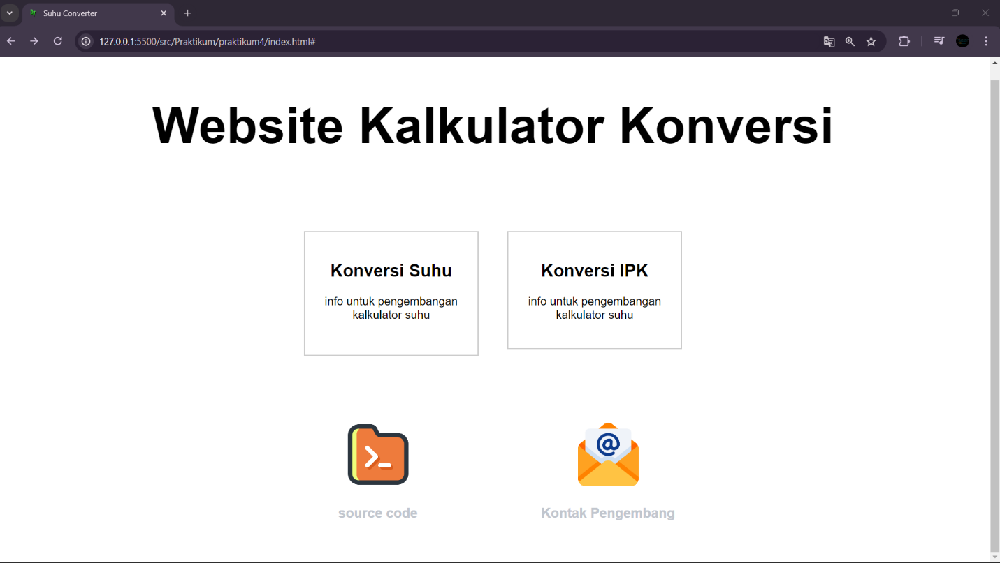 Suhu Converter
127.0.0.1:5500/src/Praktikum/praktikum4/index.html#
Website Kalkulator Konversi
Konversi Suhu
info untuk pengembangan
kalkulator suhu
Konversi IPK
info untuk pengembangan
kalkulator suhu
@
source code
Kontak Pengembang